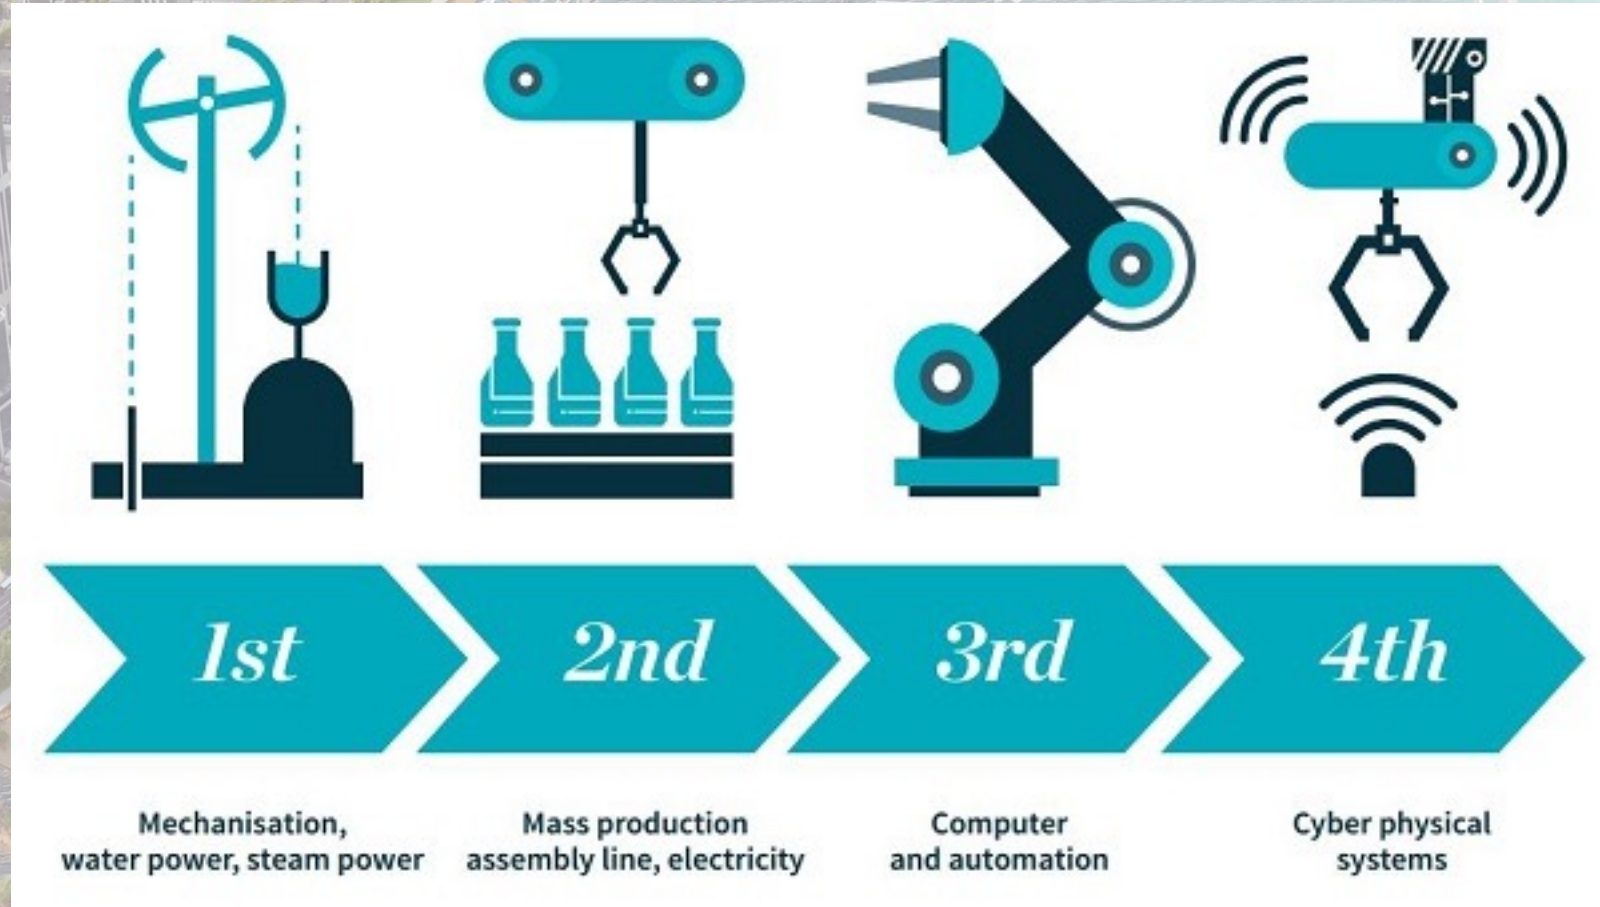 1st
2nd
3rd
4th
Mechanisation,
water power, steam power
Mass production
assembly line, electricity
Computer
and automation
Cyber physical
systems